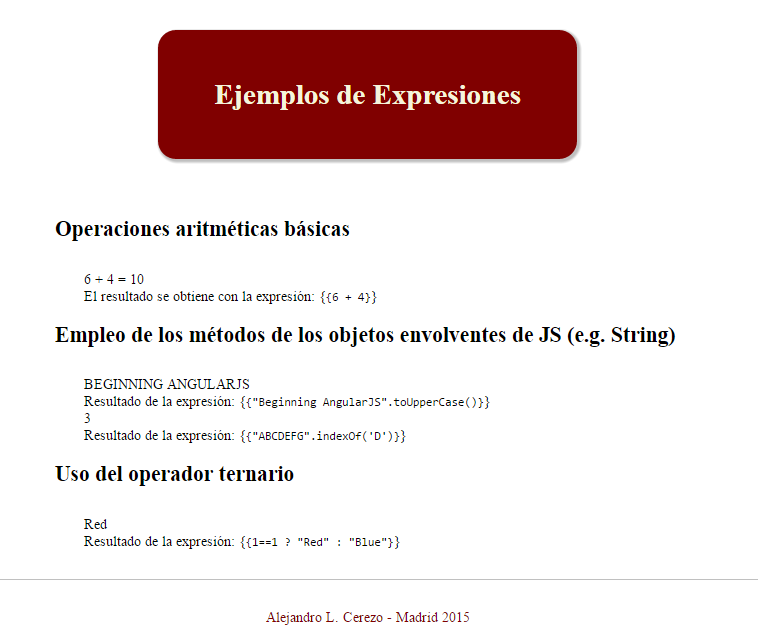 Ejemplos de Expresiones
Operaciones aritméticas básicas
6 + 4 = 10
El resultado se obtiene con la expresión: {{6 + 4}}
Empleo de los métodos de los objetos envolventes de JS (e.g. String)
BEGINNING ANGULARJS
Resultado de la expresión: {{"Beginning AngularJS".toUpperCase()}}
3
Resultado de la expresión: {{"ABCDEFG".indexOf('D')}}
Uso del operador ternario
Red
Resultado de la expresión: {{1==1 ? "Red" : "Blue"}}
Alejandro L. Cerezo - Madrid 2015